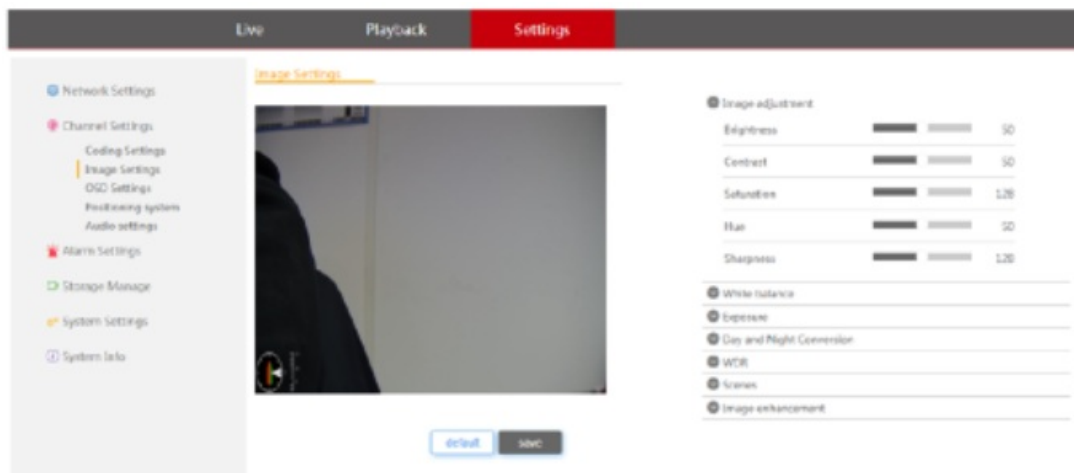 Live Playback Settings
Image Settings
Network Settings
Channel Settings
Coding Settings
Image Settings
OSD Settings
Positioning system
Audio settings
Alarm Settings
Storage Manage
System Settings
System Info
Image adjustment
Brightness 50
Contrast 50
Saturation 128
Hue 50
Sharpness 128
White balance
Exposure
Day and Night Conversion
WDR
Scenes
Image enhancement
default save